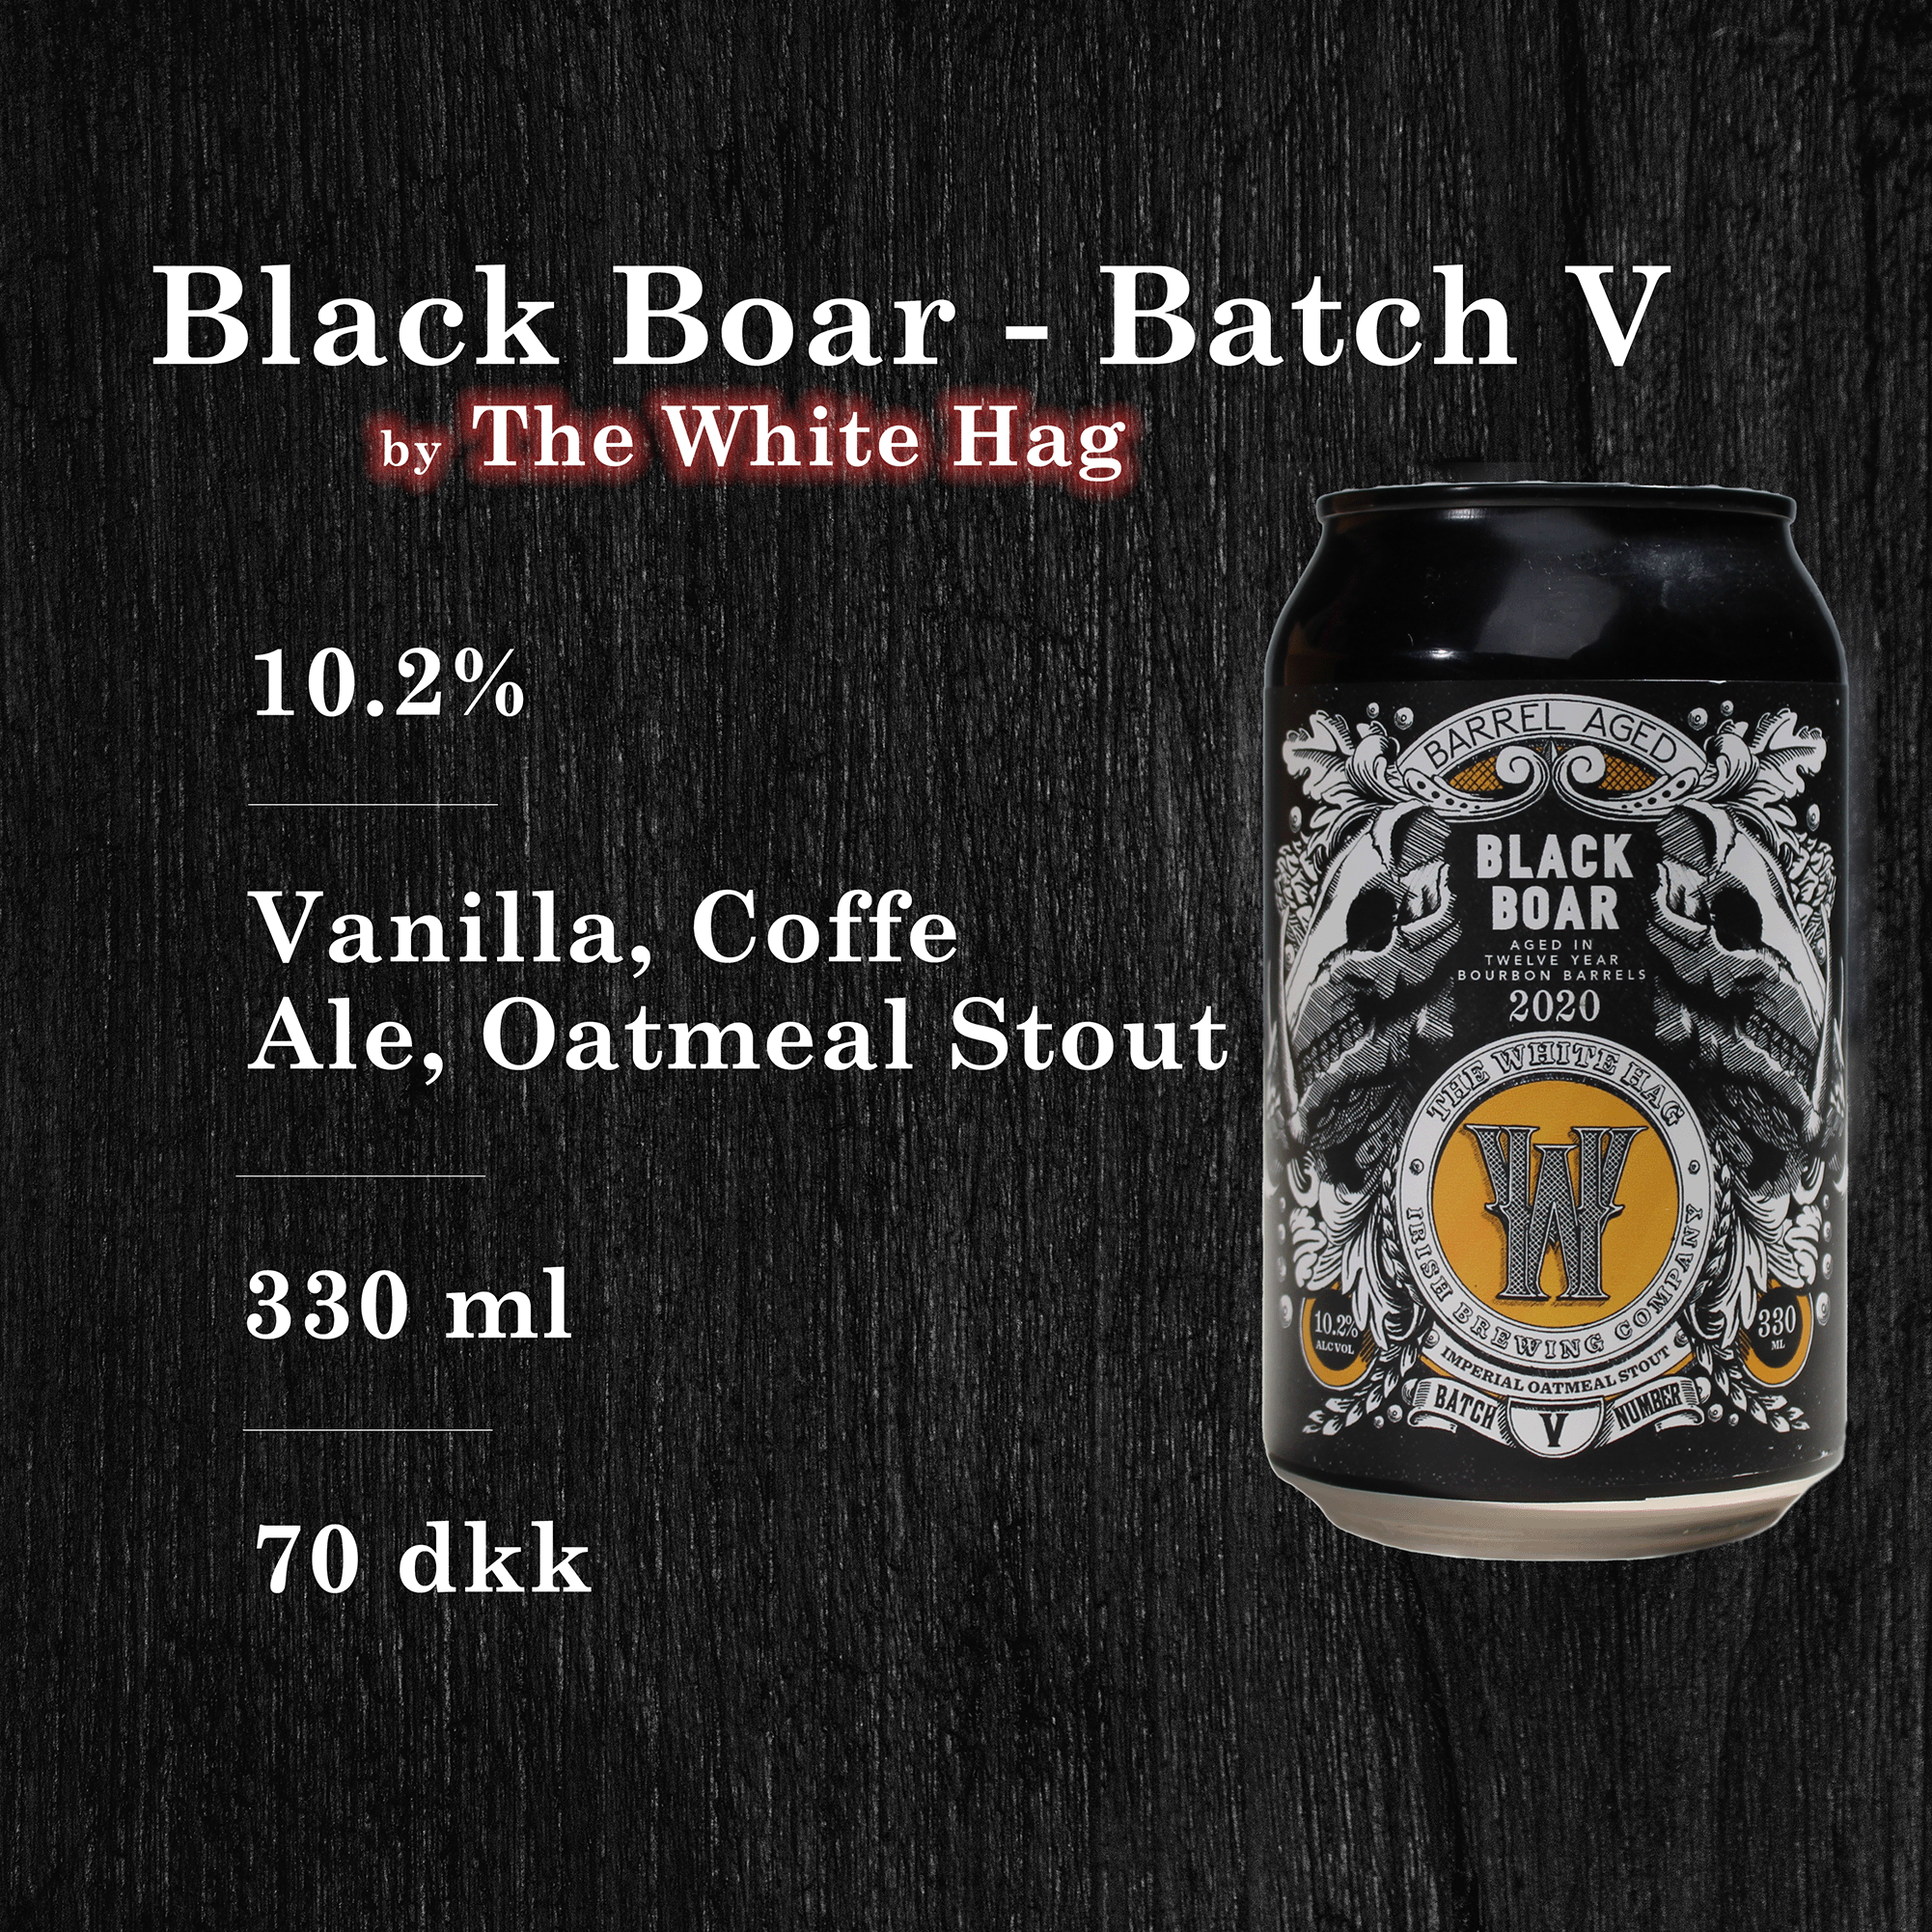 Black Boar - Batch V
by The White Hag
10.2%
Vanilla, Coffe
Ale, Oatmeal Stout
330 ml
70 dkk
BARREL AGED
BLACK
BOAR
AGED IN
TWELVE YEAR
BOURBON BARRELS
2020
THE WHITE HAG
W
IRISH BREWING COMPANY
10.2%
ALC VOL
330
ML
IMPERIAL OATMEAL STOUT
BATCH V NUMBER